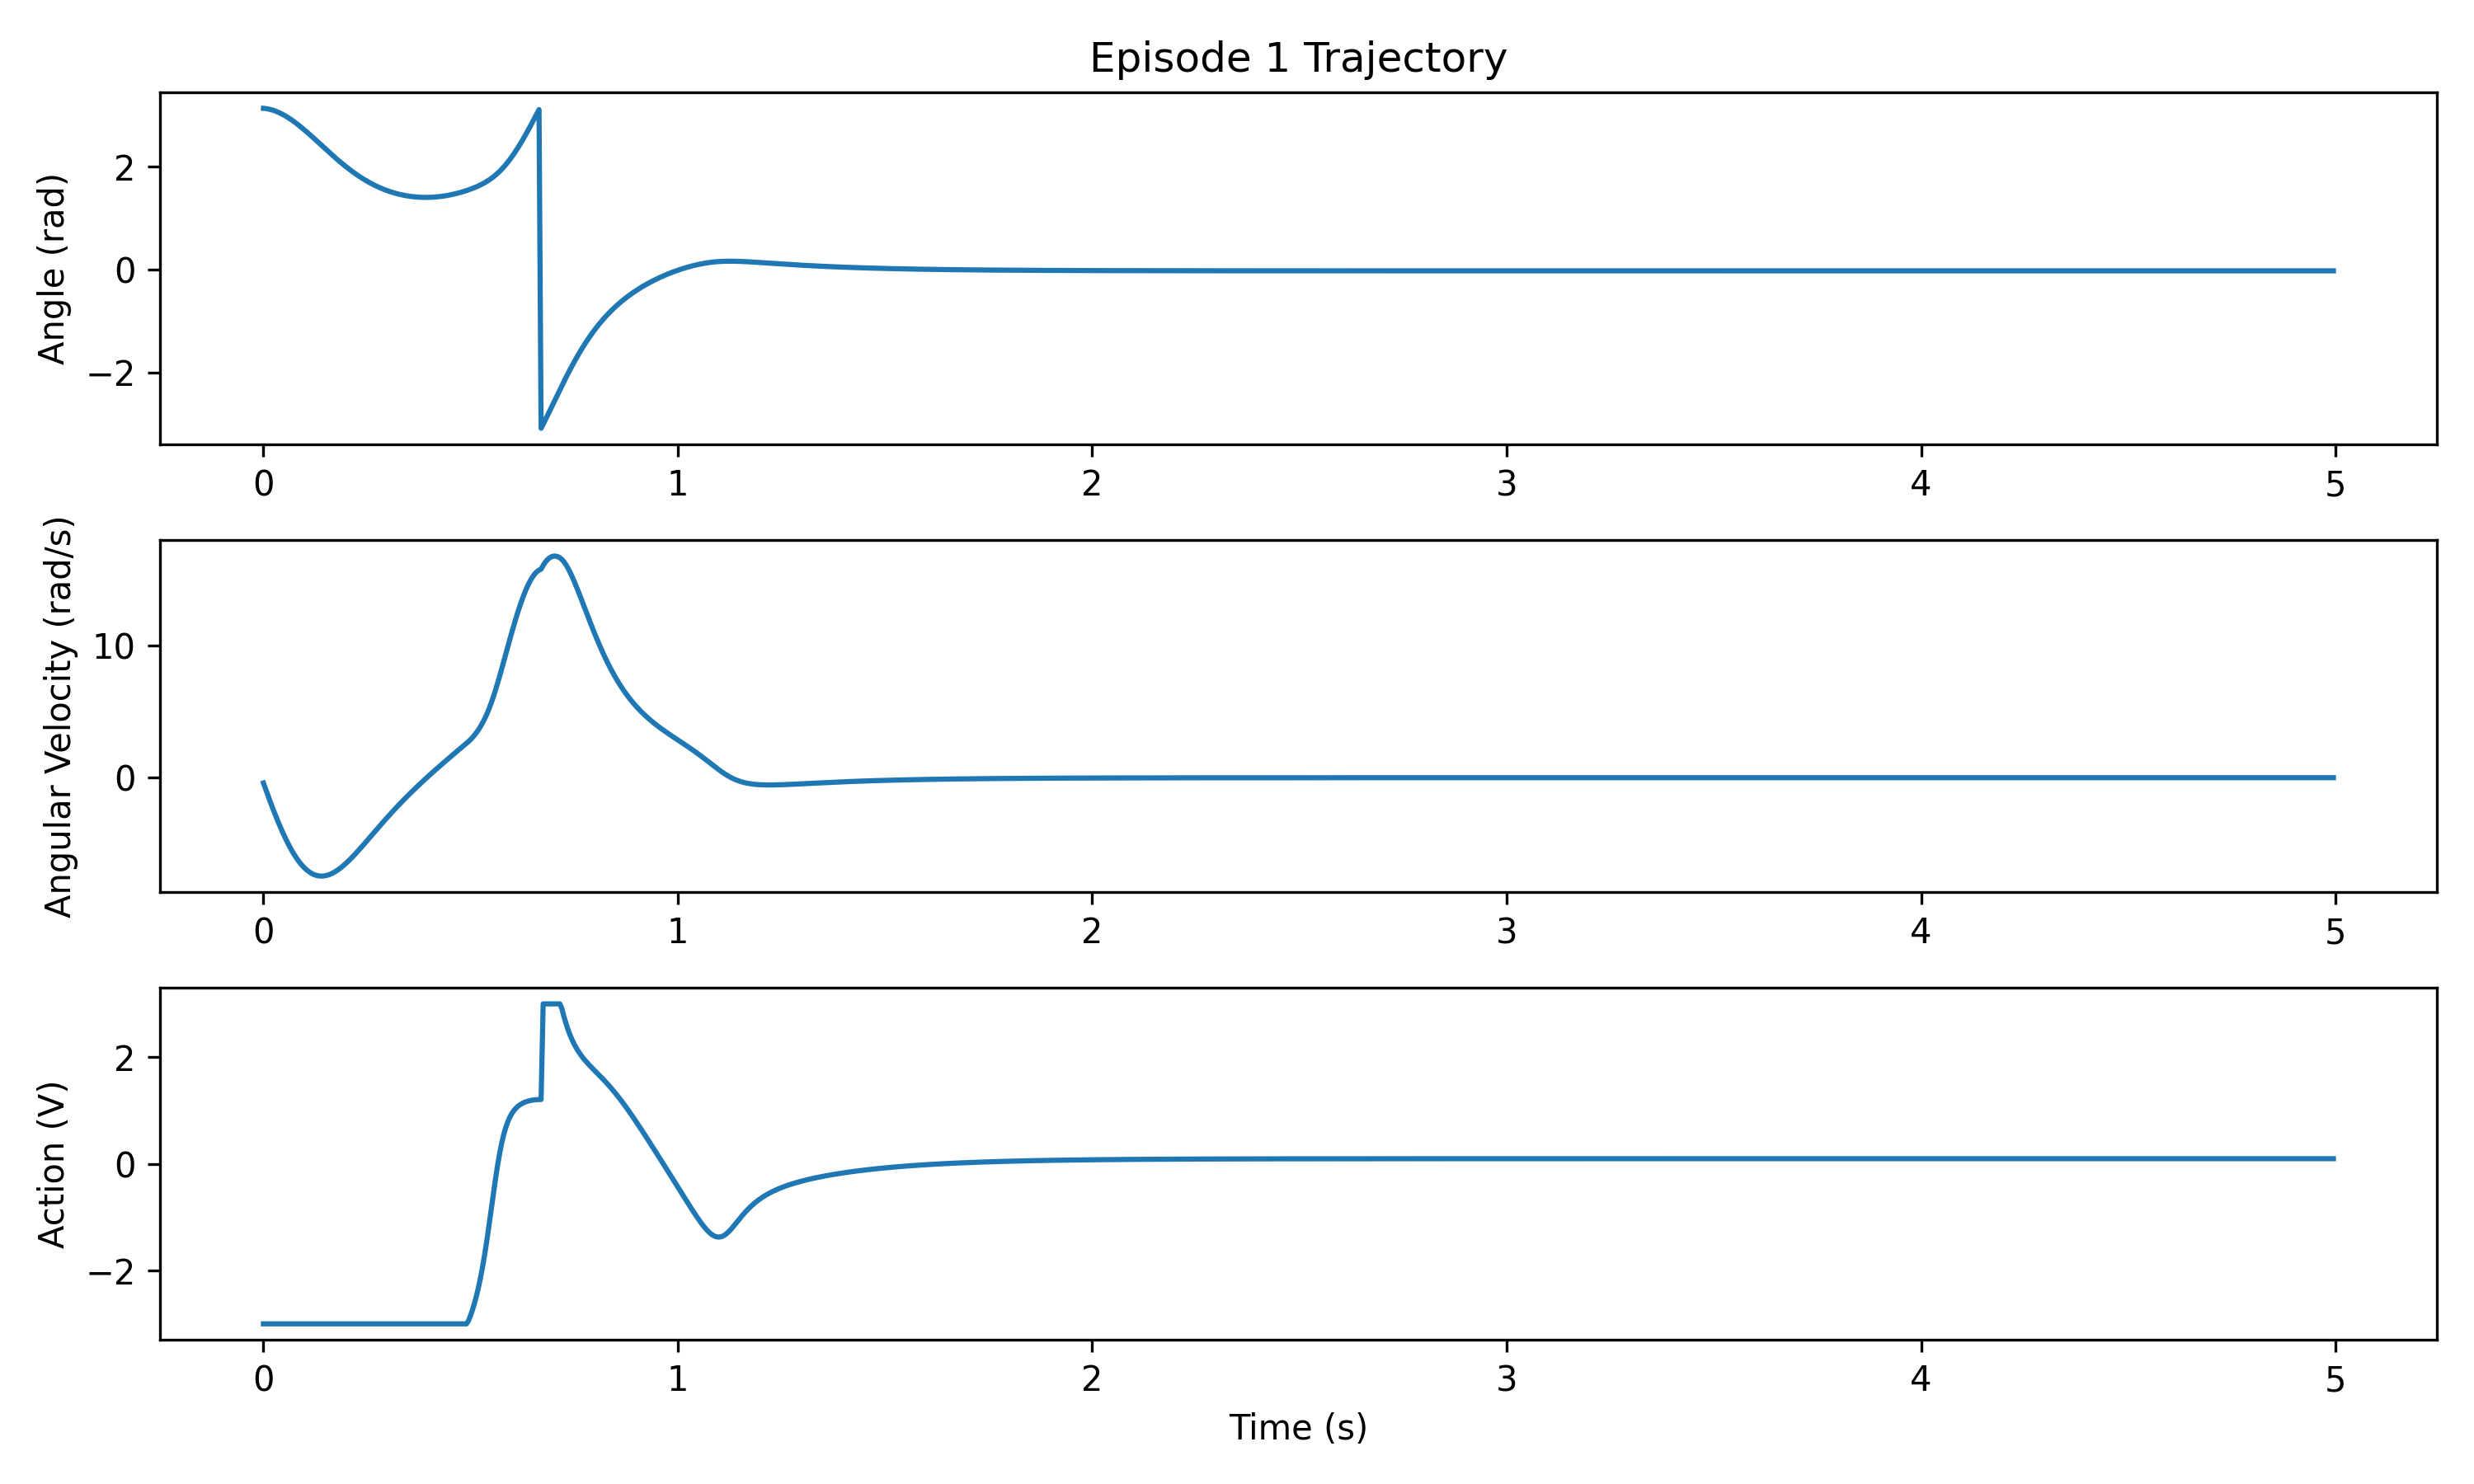 Episode 1 Trajectory
Angle (rad)
2
0
−2
0 1 2 3 4 5
Angular Velocity (rad/s)
10
0
0 1 2 3 4 5
Action (V)
2
0
−2
0 1 2 3 4 5
Time (s)